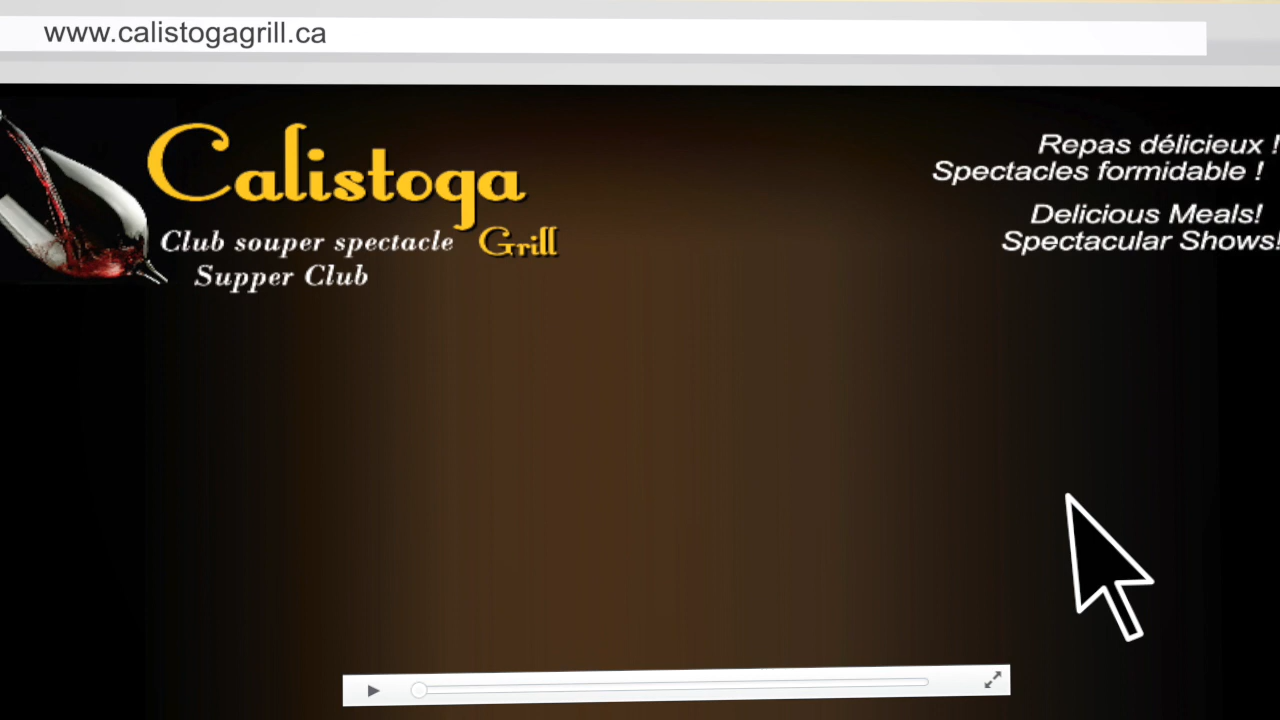 www.calistogagrill.ca
Calistoga
Grill
Club souper spectacle
Supper Club
Repas délicieux !
Spectacles formidable !
Delicious Meals!
Spectacular Shows!